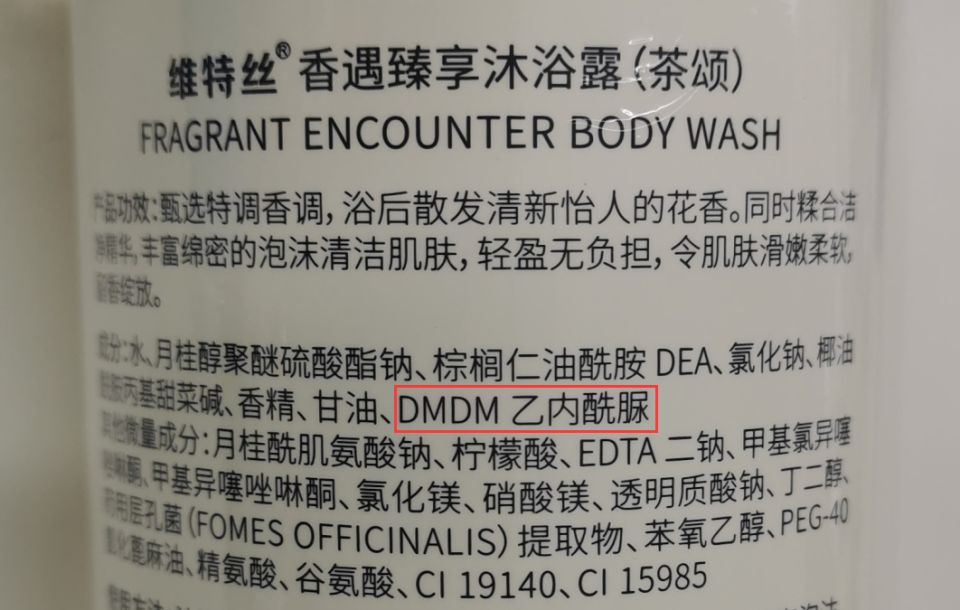 维特丝® 香遇臻享沐浴露（茶颂）
FRAGRANT ENCOUNTER BODY WASH
产品功效：甄选特调香调，浴后散发清新怡人的花香。同时糅合洁
净精华，丰富绵密的泡沫清洁肌肤，轻盈无负担，令肌肤滑嫩柔软，
留香绽放。
成分：水、月桂醇聚醚硫酸酯钠、棕榈仁油酰胺 DEA、氯化钠、椰油
酰胺丙基甜菜碱、香精、甘油、DMDM 乙内酰脲
其他微量成分：月桂酰肌氨酸钠、柠檬酸、EDTA 二钠、甲基氯异噻
唑啉酮、甲基异噻唑啉酮、氯化镁、硝酸镁、透明质酸钠、丁二醇、
药用层孔菌（FOMES OFFICINALIS）提取物、苯氧乙醇、PEG-40
氢化蓖麻油、精氨酸、谷氨酸、CI 19140、CI 15985